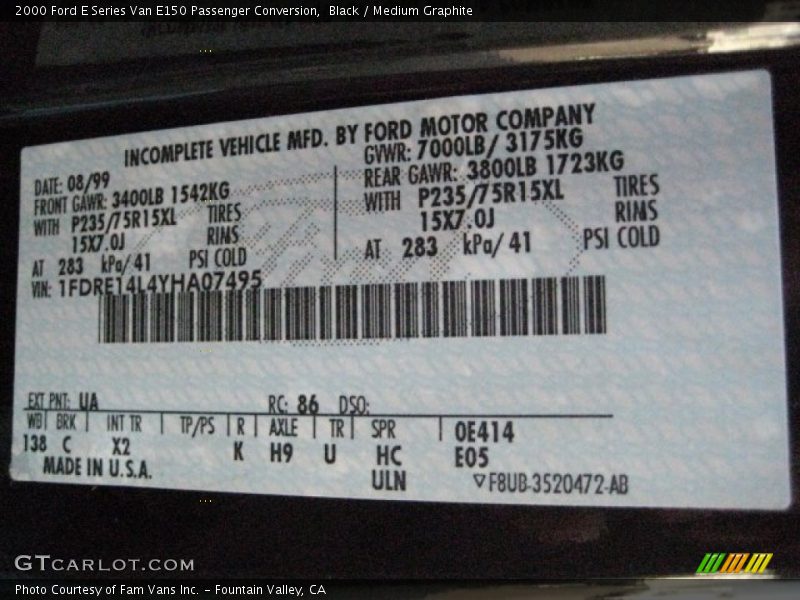 2000 Ford E Series Van E150 Passenger Conversion, Black / Medium Graphite
INCOMPLETE VEHICLE MFD. BY FORD MOTOR COMPANY
DATE: 08/99
GVWR: 7000LB/ 3175KG
FRONT GAWR: 3400LB 1542KG
REAR GAWR: 3800LB 1723KG
WITH P235/75R15XL TIRES
WITH P235/75R15XL TIRES
15X7.0J RIMS
15X7.0J RIMS
AT 283 kPa/ 41 PSI COLD
AT 283 kPa/ 41 PSI COLD
VIN: 1FDRE14L4YHA07495
EXT PNT: UA RC: 86 DSO:
WB BRK INT TR TP/PS R AXLE TR SPR 0E414
138 C X2 K H9 U HC E05
MADE IN U.S.A. ULN F8UB-3520472-AB
GTCARLOT.COM
Photo Courtesy of Fam Vans Inc. - Fountain Valley, CA